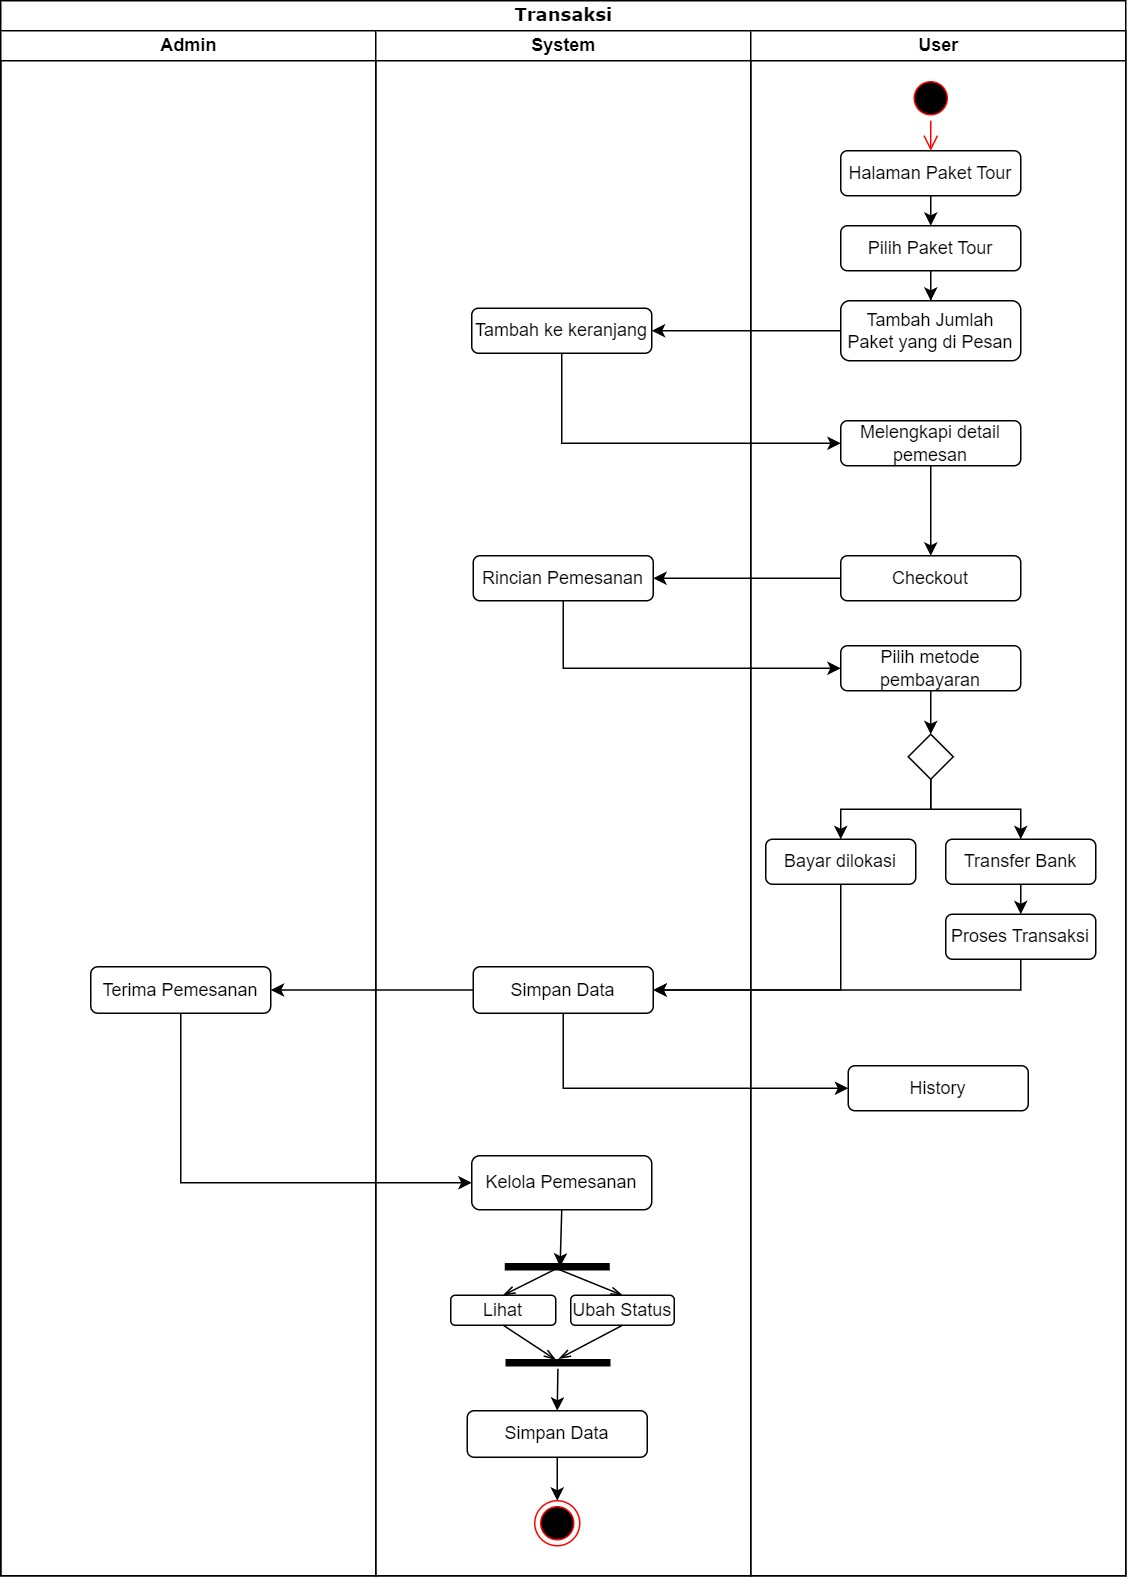 Transaksi
Admin
System
User
Halaman Paket Tour
Pilih Paket Tour
Tambah Jumlah
Paket yang di Pesan
Tambah ke keranjang
Melengkapi detail
pemesan
Checkout
Rincian Pemesanan
Pilih metode
pembayaran
Bayar dilokasi
Transfer Bank
Proses Transaksi
Simpan Data
Terima Pemesanan
History
Kelola Pemesanan
Lihat
Ubah Status
Simpan Data